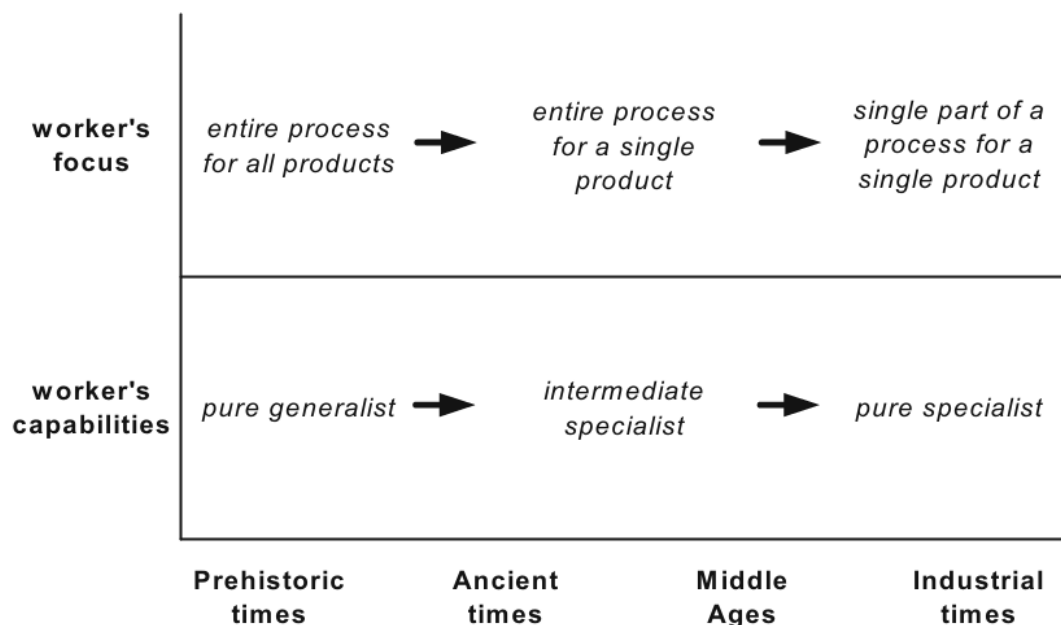 worker's
focus
entire process
for all products
entire process
for a single
product
single part of a
process for a
single product
worker's
capabilities
pure generalist
intermediate
specialist
pure specialist
Prehistoric
times
Ancient
times
Middle
Ages
Industrial
times